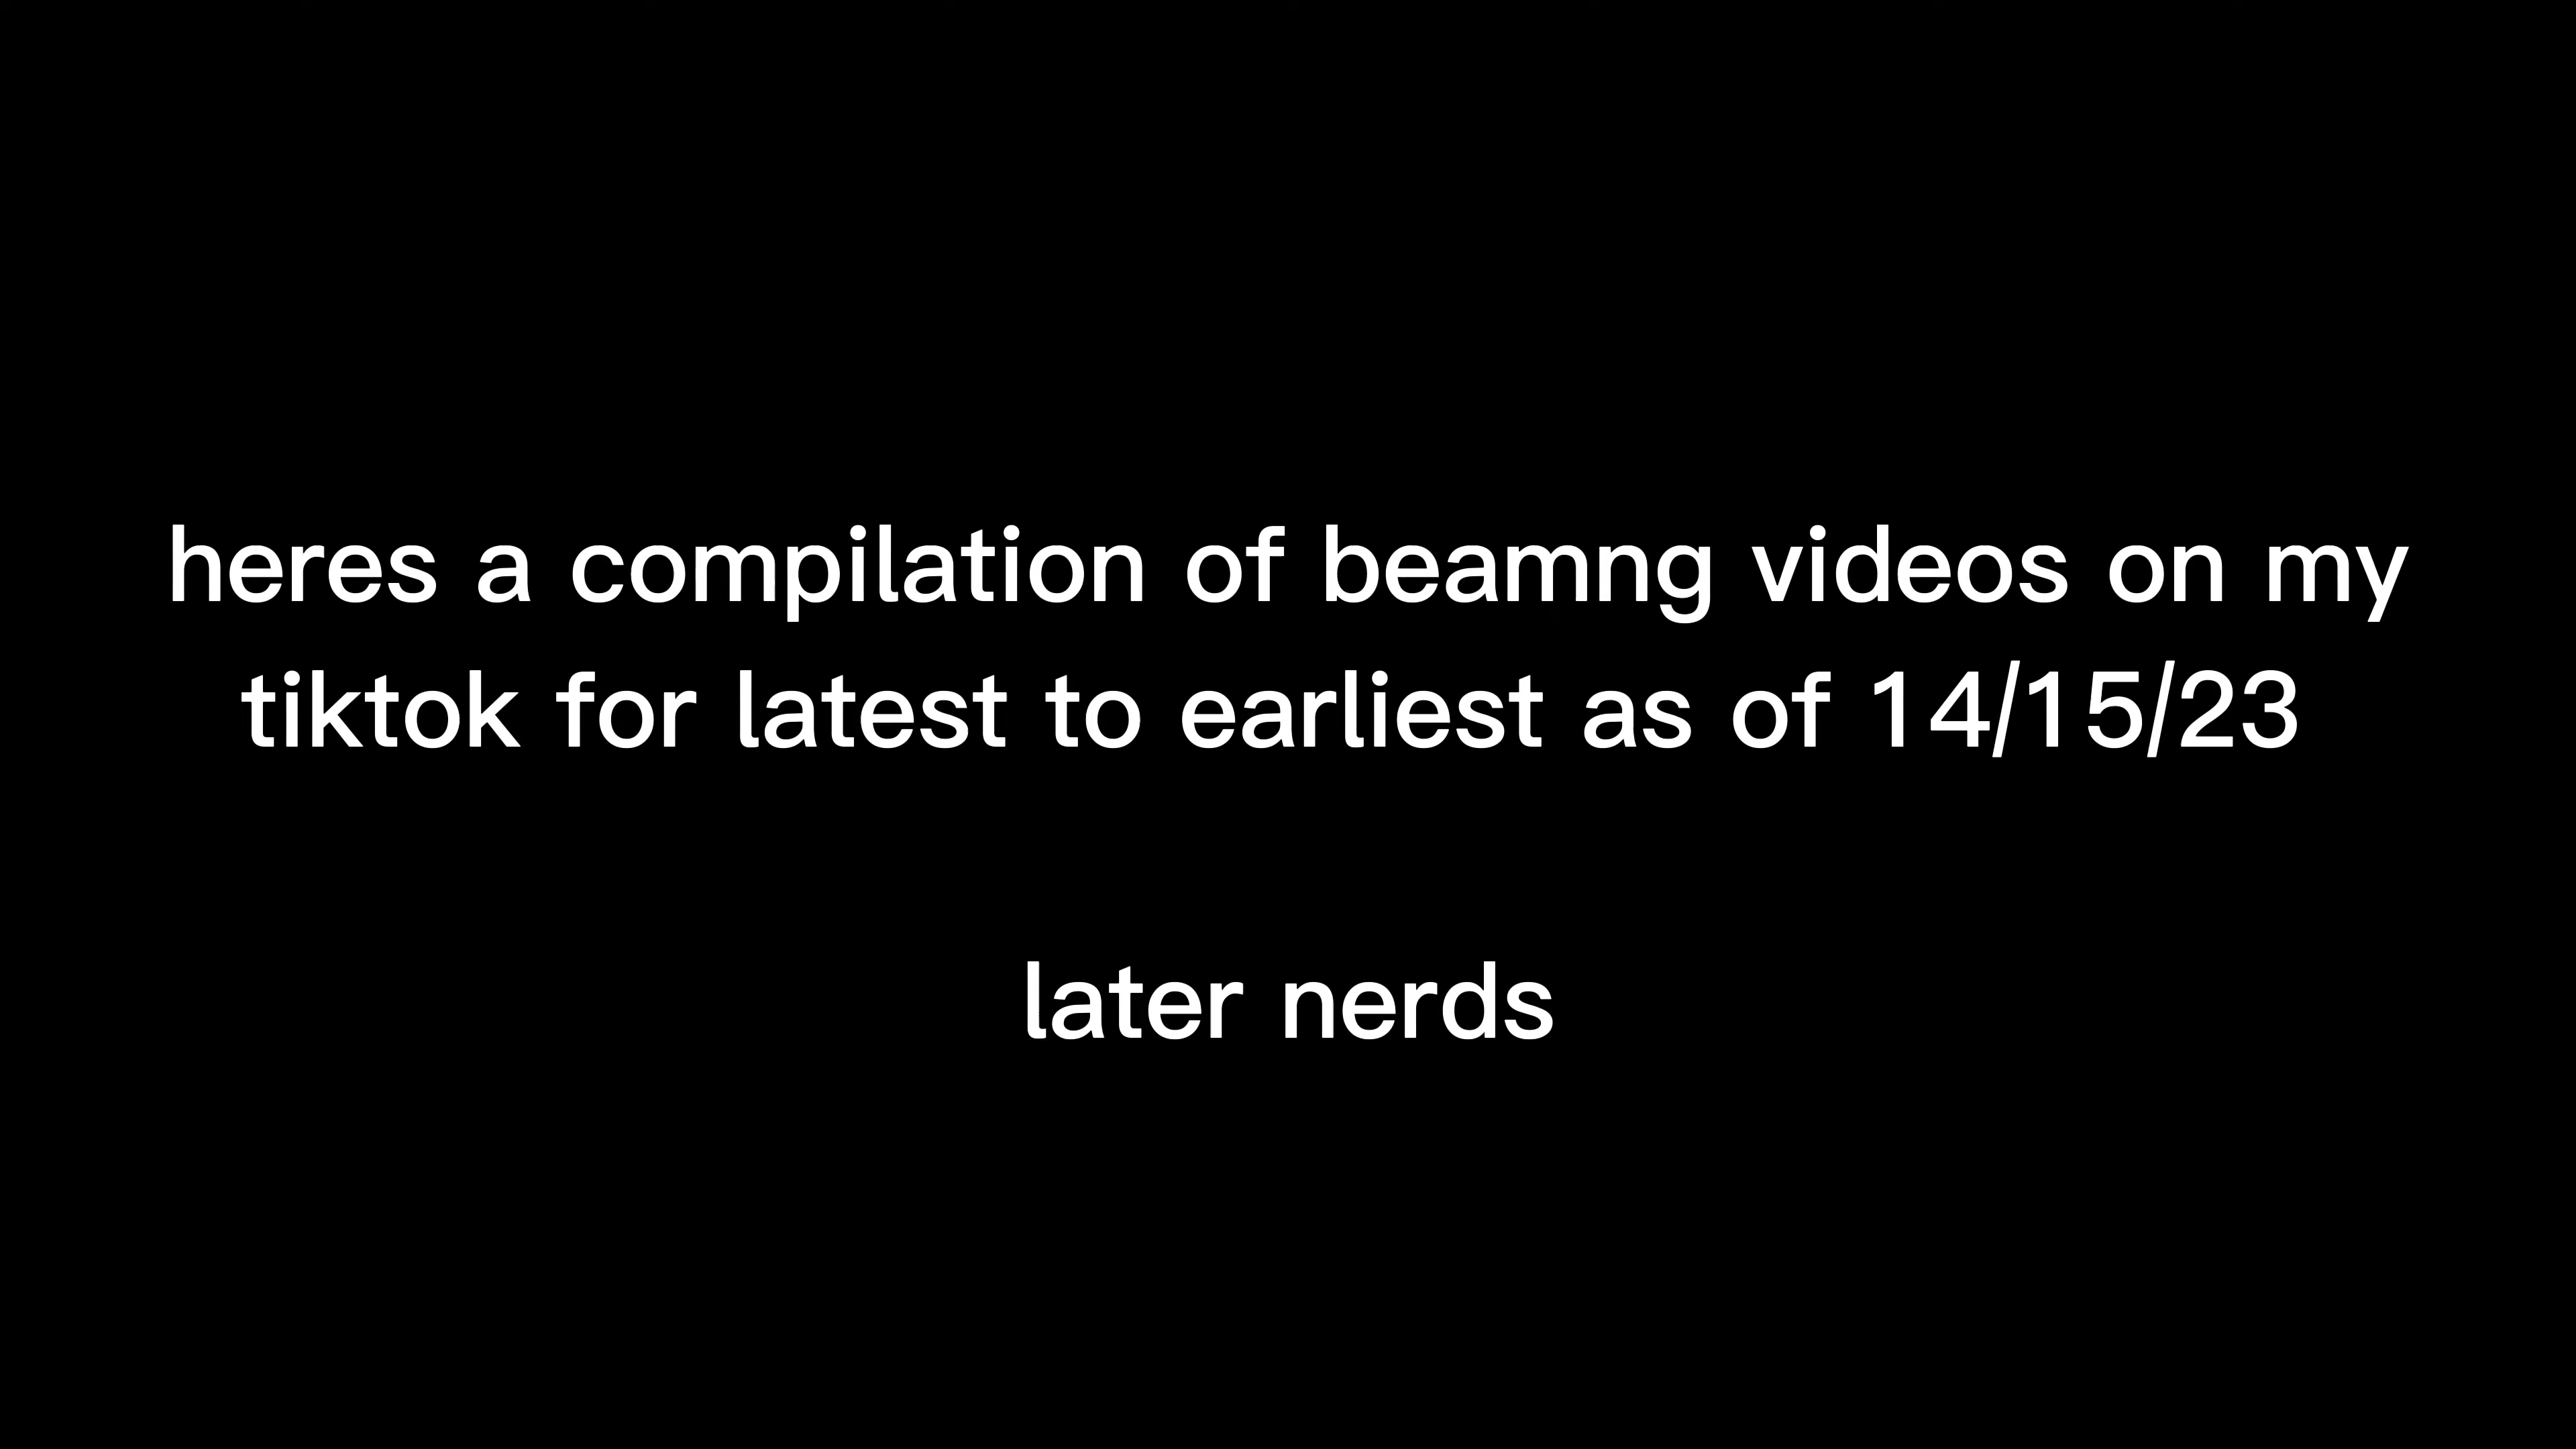 heres a compilation of beamng videos on my
tiktok for latest to earliest as of 14/15/23
later nerds